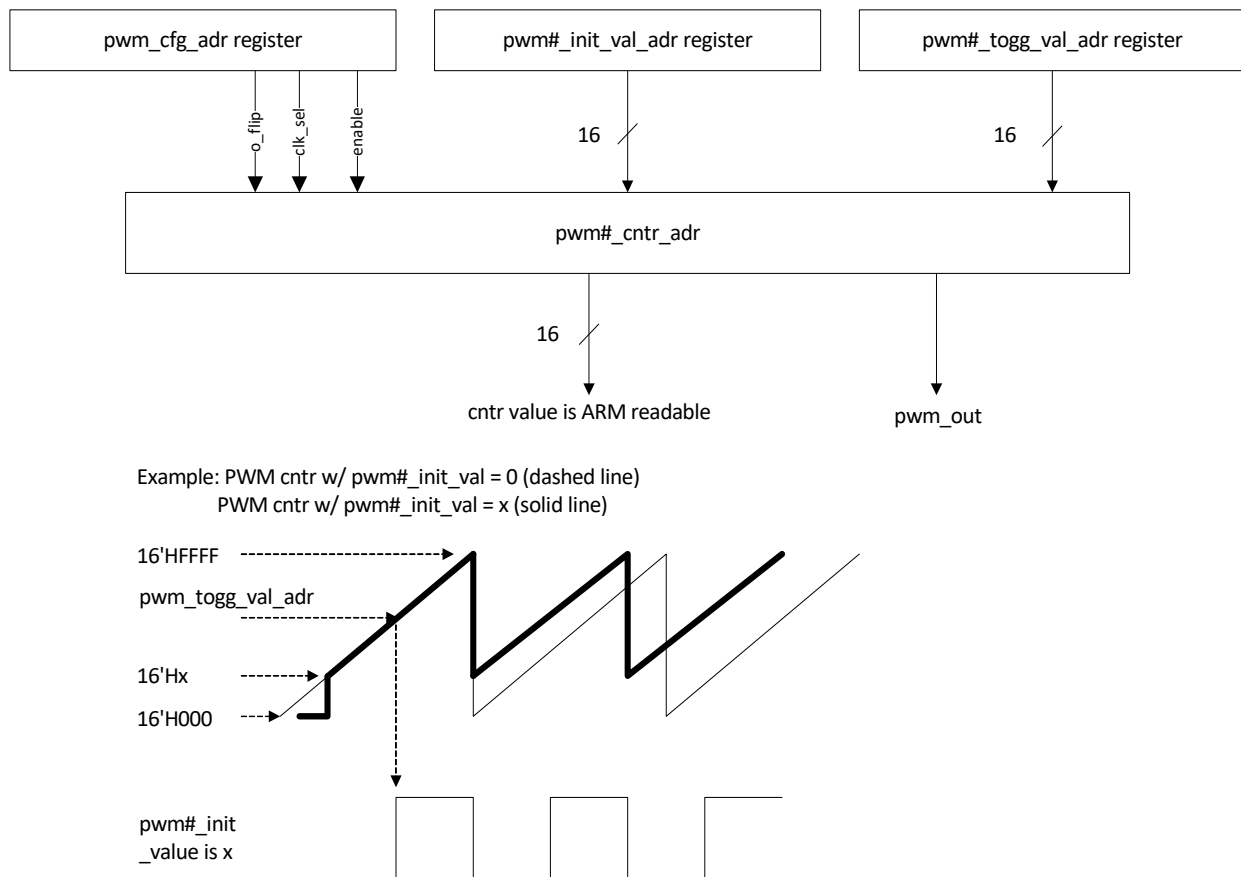 pwm_cfg_adr register
pwm#_init_val_adr register
pwm#_togg_val_adr register
o_flip
clk_sel
enable
16
16
pwm#_cntr_adr
16
cntr value is ARM readable
pwm_out
Example: PWM cntr w/ pwm#_init_val = 0 (dashed line)
PWM cntr w/ pwm#_init_val = x (solid line)
16'HFFFF
pwm_togg_val_adr
16'Hx
16'H000
pwm#_init
_value is x